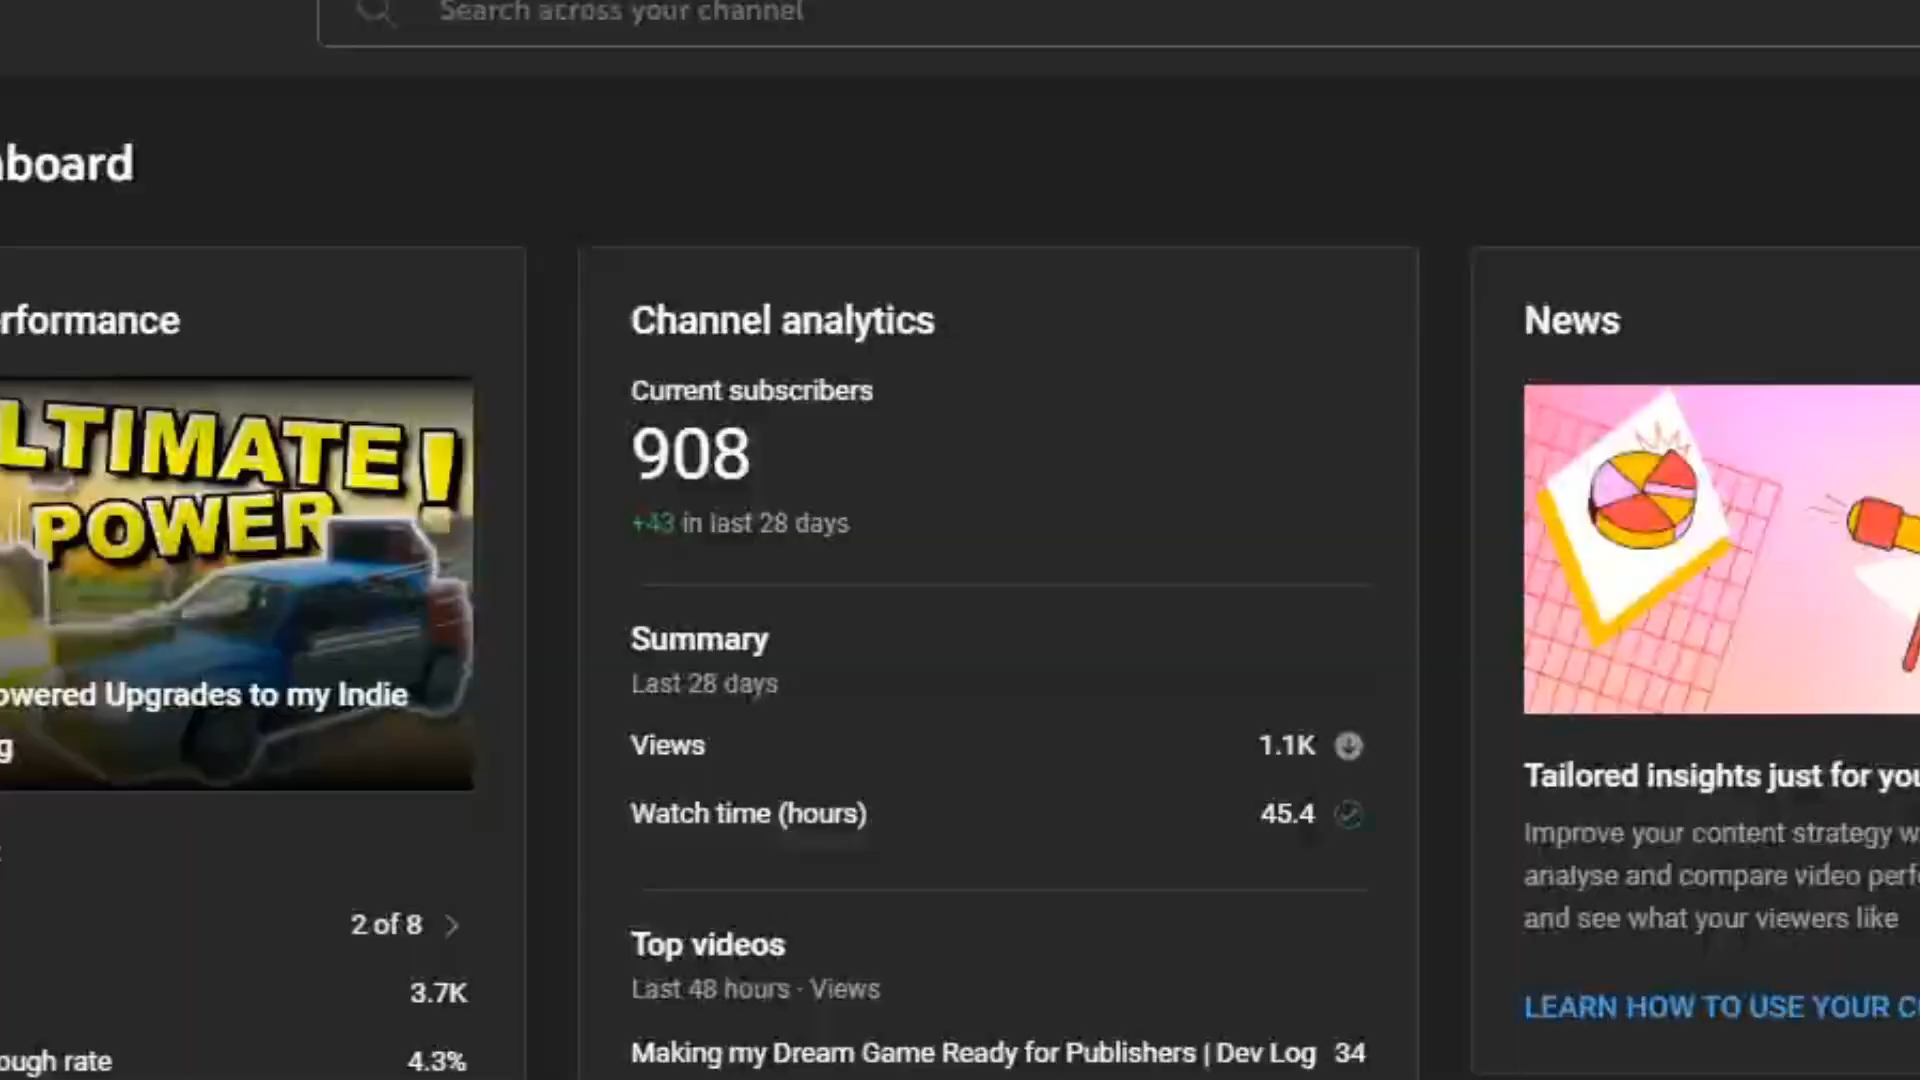 Search across your channel
board
rformance
LTIMATE!
POWER
owered Upgrades to my Indie
g
2 of 8
3.7K
ough rate 4.3%
Channel analytics
Current subscribers
908
+43 in last 28 days
Summary
Last 28 days
Views 1.1K
Watch time (hours) 45.4
Top videos
Last 48 hours · Views
Making my Dream Game Ready for Publishers | Dev Log 34
News
Tailored insights just for you
Improve your content strategy w
analyse and compare video perf
and see what your viewers like
LEARN HOW TO USE YOUR C